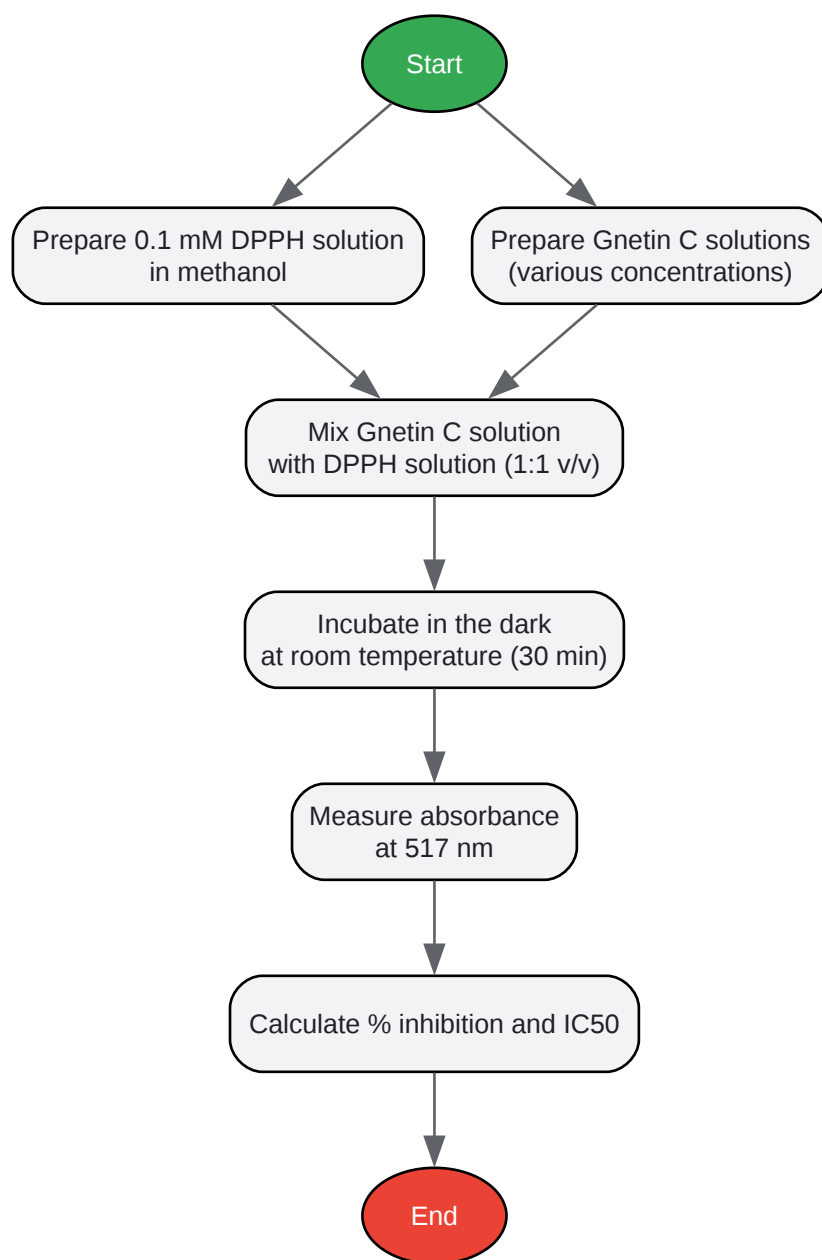 Start
Prepare 0.1 mM DPPH solution
in methanol
Prepare Gnetin C solutions
(various concentrations)
Mix Gnetin C solution
with DPPH solution (1:1 v/v)
Incubate in the dark
at room temperature (30 min)
Measure absorbance
at 517 nm
Calculate % inhibition and IC50
End